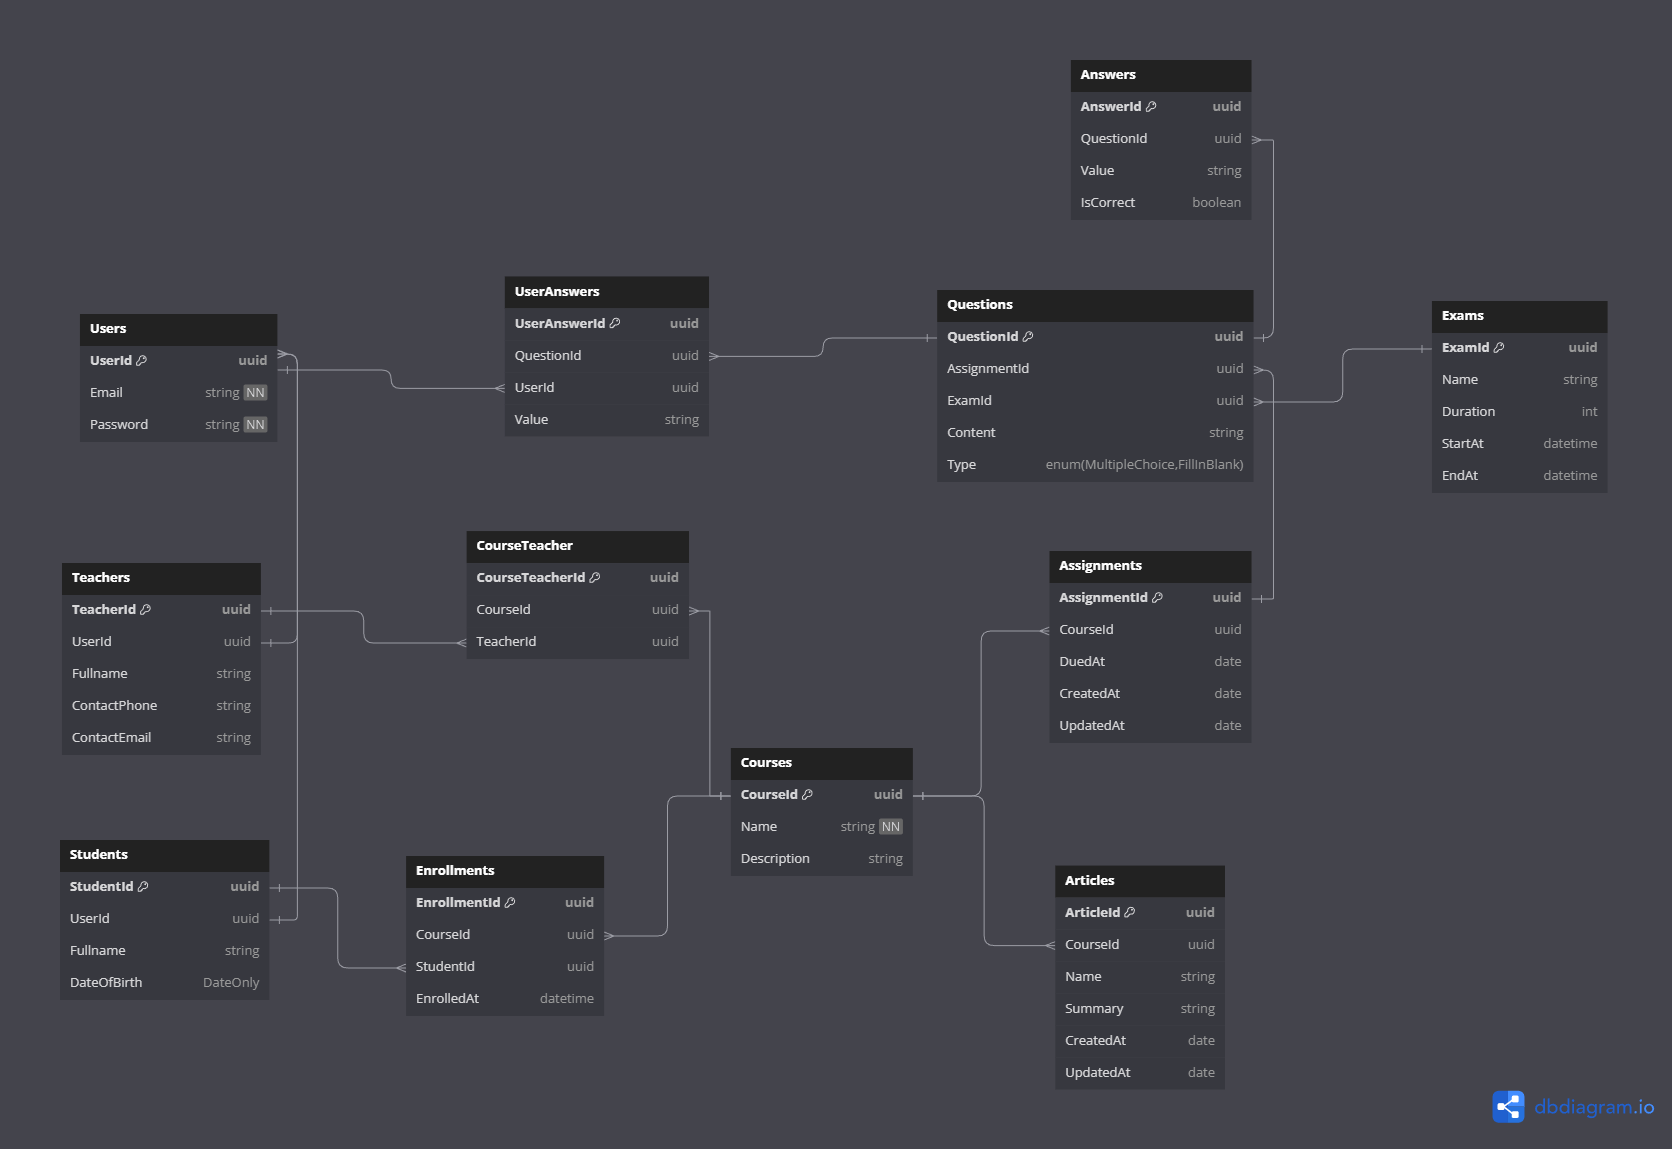 Answers
AnswerId uuid
QuestionId uuid
Value string
IsCorrect boolean
UserAnswers
UserAnswerId uuid
QuestionId uuid
UserId uuid
Value string
Questions
QuestionId uuid
AssignmentId uuid
ExamId uuid
Content string
Type enum(MultipleChoice,FillInBlank)
Exams
ExamId uuid
Name string
Duration int
StartAt datetime
EndAt datetime
Users
UserId uuid
Email string NN
Password string NN
CourseTeacher
CourseTeacherId uuid
CourseId uuid
TeacherId uuid
Assignments
AssignmentId uuid
CourseId uuid
DuedAt date
CreatedAt date
UpdatedAt date
Teachers
TeacherId uuid
UserId uuid
Fullname string
ContactPhone string
ContactEmail string
Courses
CourseId uuid
Name string NN
Description string
Students
StudentId uuid
UserId uuid
Fullname string
DateOfBirth DateOnly
Enrollments
EnrollmentId uuid
CourseId uuid
StudentId uuid
EnrolledAt datetime
Articles
ArticleId uuid
CourseId uuid
Name string
Summary string
CreatedAt date
UpdatedAt date
dbdiagram.io